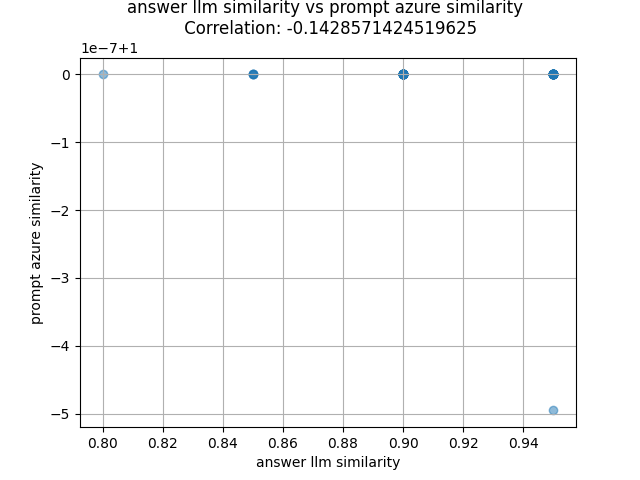 answer llm similarity vs prompt azure similarity
Correlation: -0.1428571424519625
1e−7+1
0
−1
−2
−3
−4
−5
prompt azure similarity
0.80 0.82 0.84 0.86 0.88 0.90 0.92 0.94
answer llm similarity